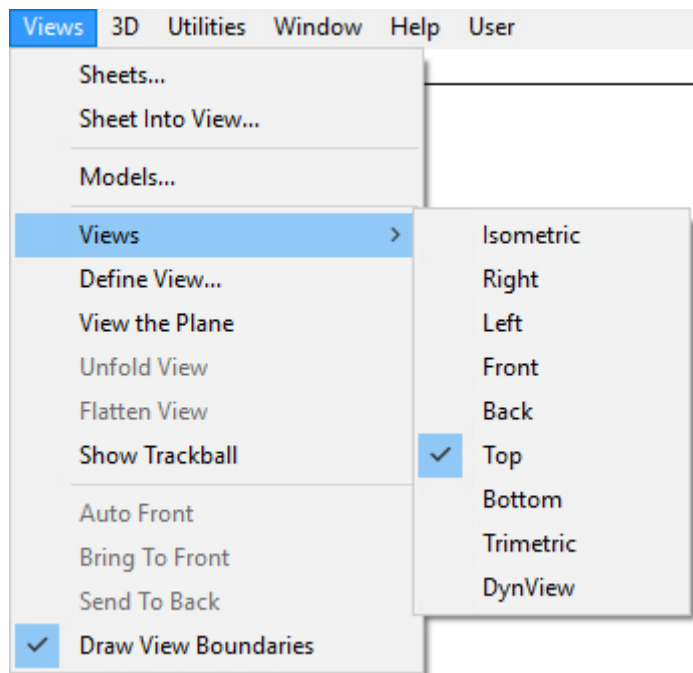 Views 3D Utilities Window Help User
Sheets...
Sheet Into View...
Models...
Views
Define View...
View the Plane
Unfold View
Flatten View
Show Trackball
Auto Front
Bring To Front
Send To Back
Draw View Boundaries
Isometric
Right
Left
Front
Back
Top
Bottom
Trimetric
DynView